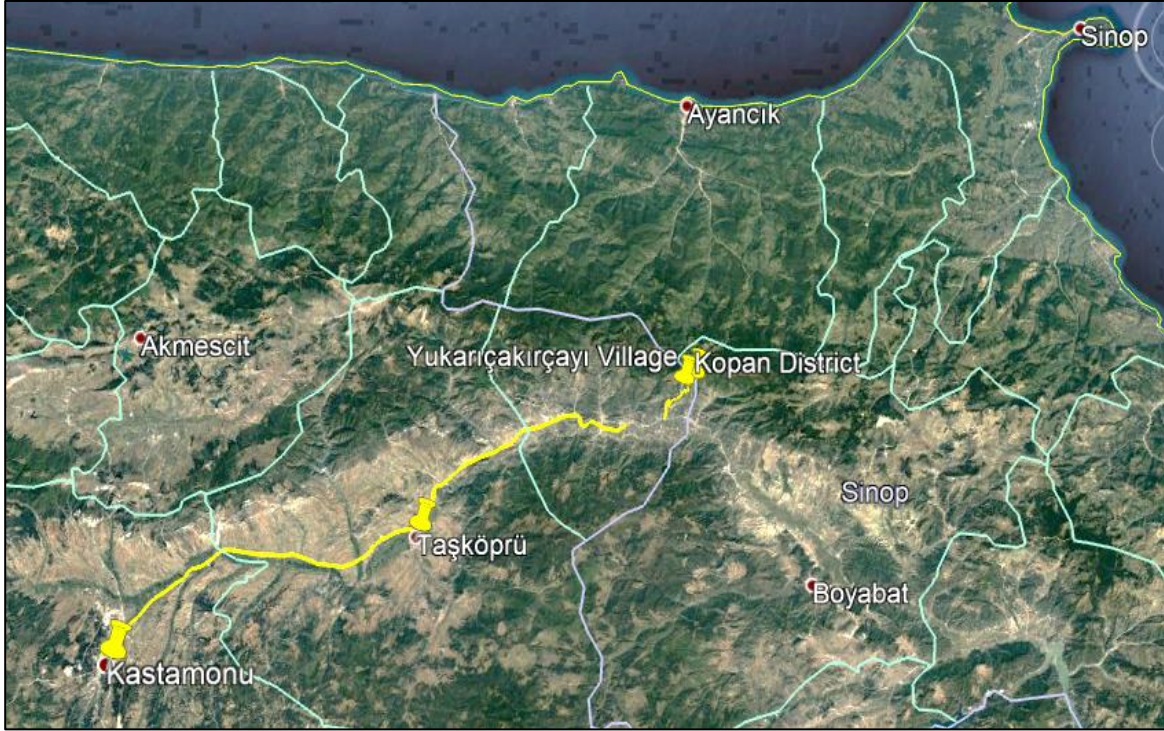 Sinop
Ayancık
Akmescit
Yukarıçakırçayı Village
Kopan District
Sinop
Taşköprü
Boyabat
Kastamonu